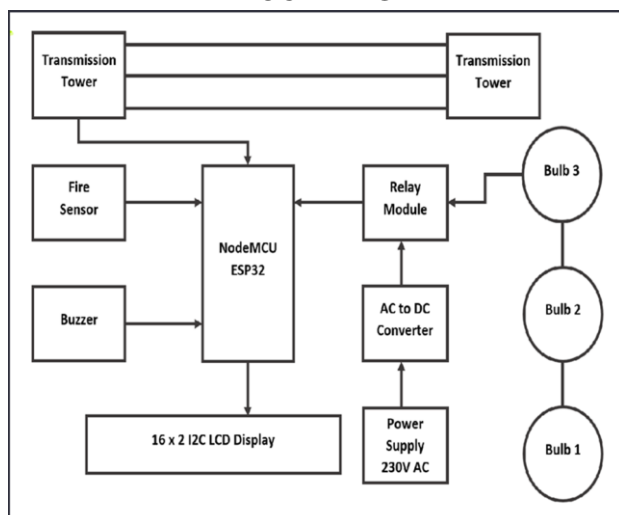 Transmission
Tower
Transmission
Tower
Fire
Sensor
NodeMCU
ESP32
Relay
Module
Bulb 3
Buzzer
AC to DC
Converter
Bulb 2
16 x 2 I2C LCD Display
Power
Supply
230V AC
Bulb 1